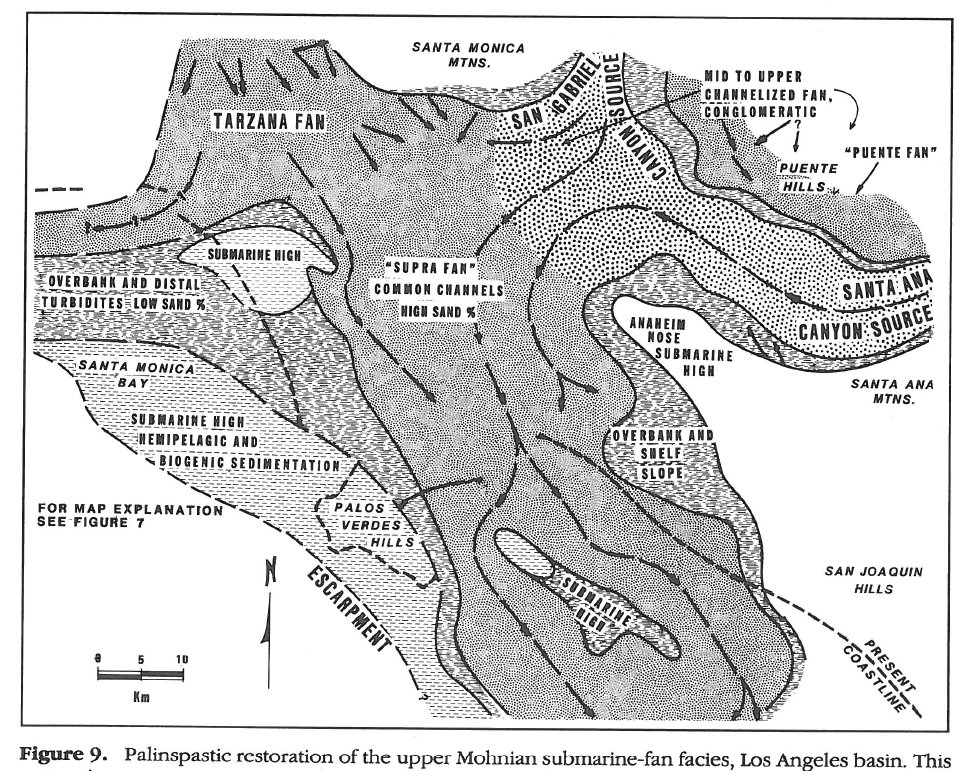 SANTA MONICA
MTNS.
SAN GABRIEL
CANYON SOURCE
MID TO UPPER
CHANNELIZED FAN,
CONGLOMERATIC
?
"PUENTE FAN"
PUENTE
HILLS
TARZANA FAN
SUBMARINE HIGH
"SUPRA FAN"
COMMON CHANNELS
HIGH SAND %
OVERBANK AND DISTAL
TURBIDITES LOW SAND %
SANTA ANA
CANYON SOURCE
ANAHEIM
NOSE
SUBMARINE
HIGH
SANTA MONICA
BAY
SANTA ANA
MTNS.
SUBMARINE HIGH
HEMIPELAGIC AND
BIOGENIC SEDIMENTATION
OVERBANK AND
SHELF
SLOPE
FOR MAP EXPLANATION
SEE FIGURE 7
PALOS
VERDES
HILLS
N
ESCARPMENT
SUBMARINE
HIGH
SAN JOAQUIN
HILLS
PRESENT
COASTLINE
0 5 10
Km
?
Figure 9. Palinspastic restoration of the upper Mohnian submarine-fan facies, Los Angeles basin. This